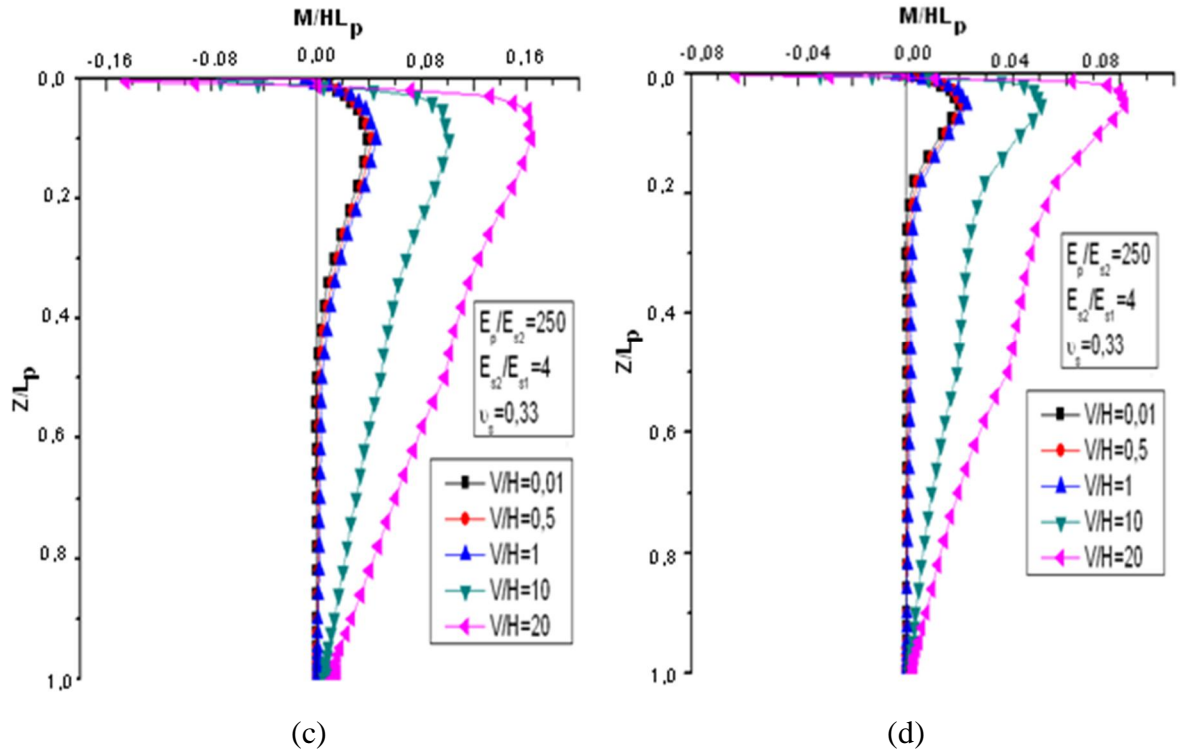 M/HLp
-0,16 -0,08 0,00 0,08 0,16
0,0
0,2
0,4
0,6
0,8
1,0
Z/Lp
Ep/Es2=250
Es2/Es1=4
υs=0,33
V/H=0,01
V/H=0,5
V/H=1
V/H=10
V/H=20
(c)
M/HLp
-0,08 -0,04 0,00 0,04 0,08
0,0
0,2
0,4
0,6
0,8
1,0
Z/Lp
Ep/Es2=250
Es2/Es1=4
υs=0,33
V/H=0,01
V/H=0,5
V/H=1
V/H=10
V/H=20
(d)